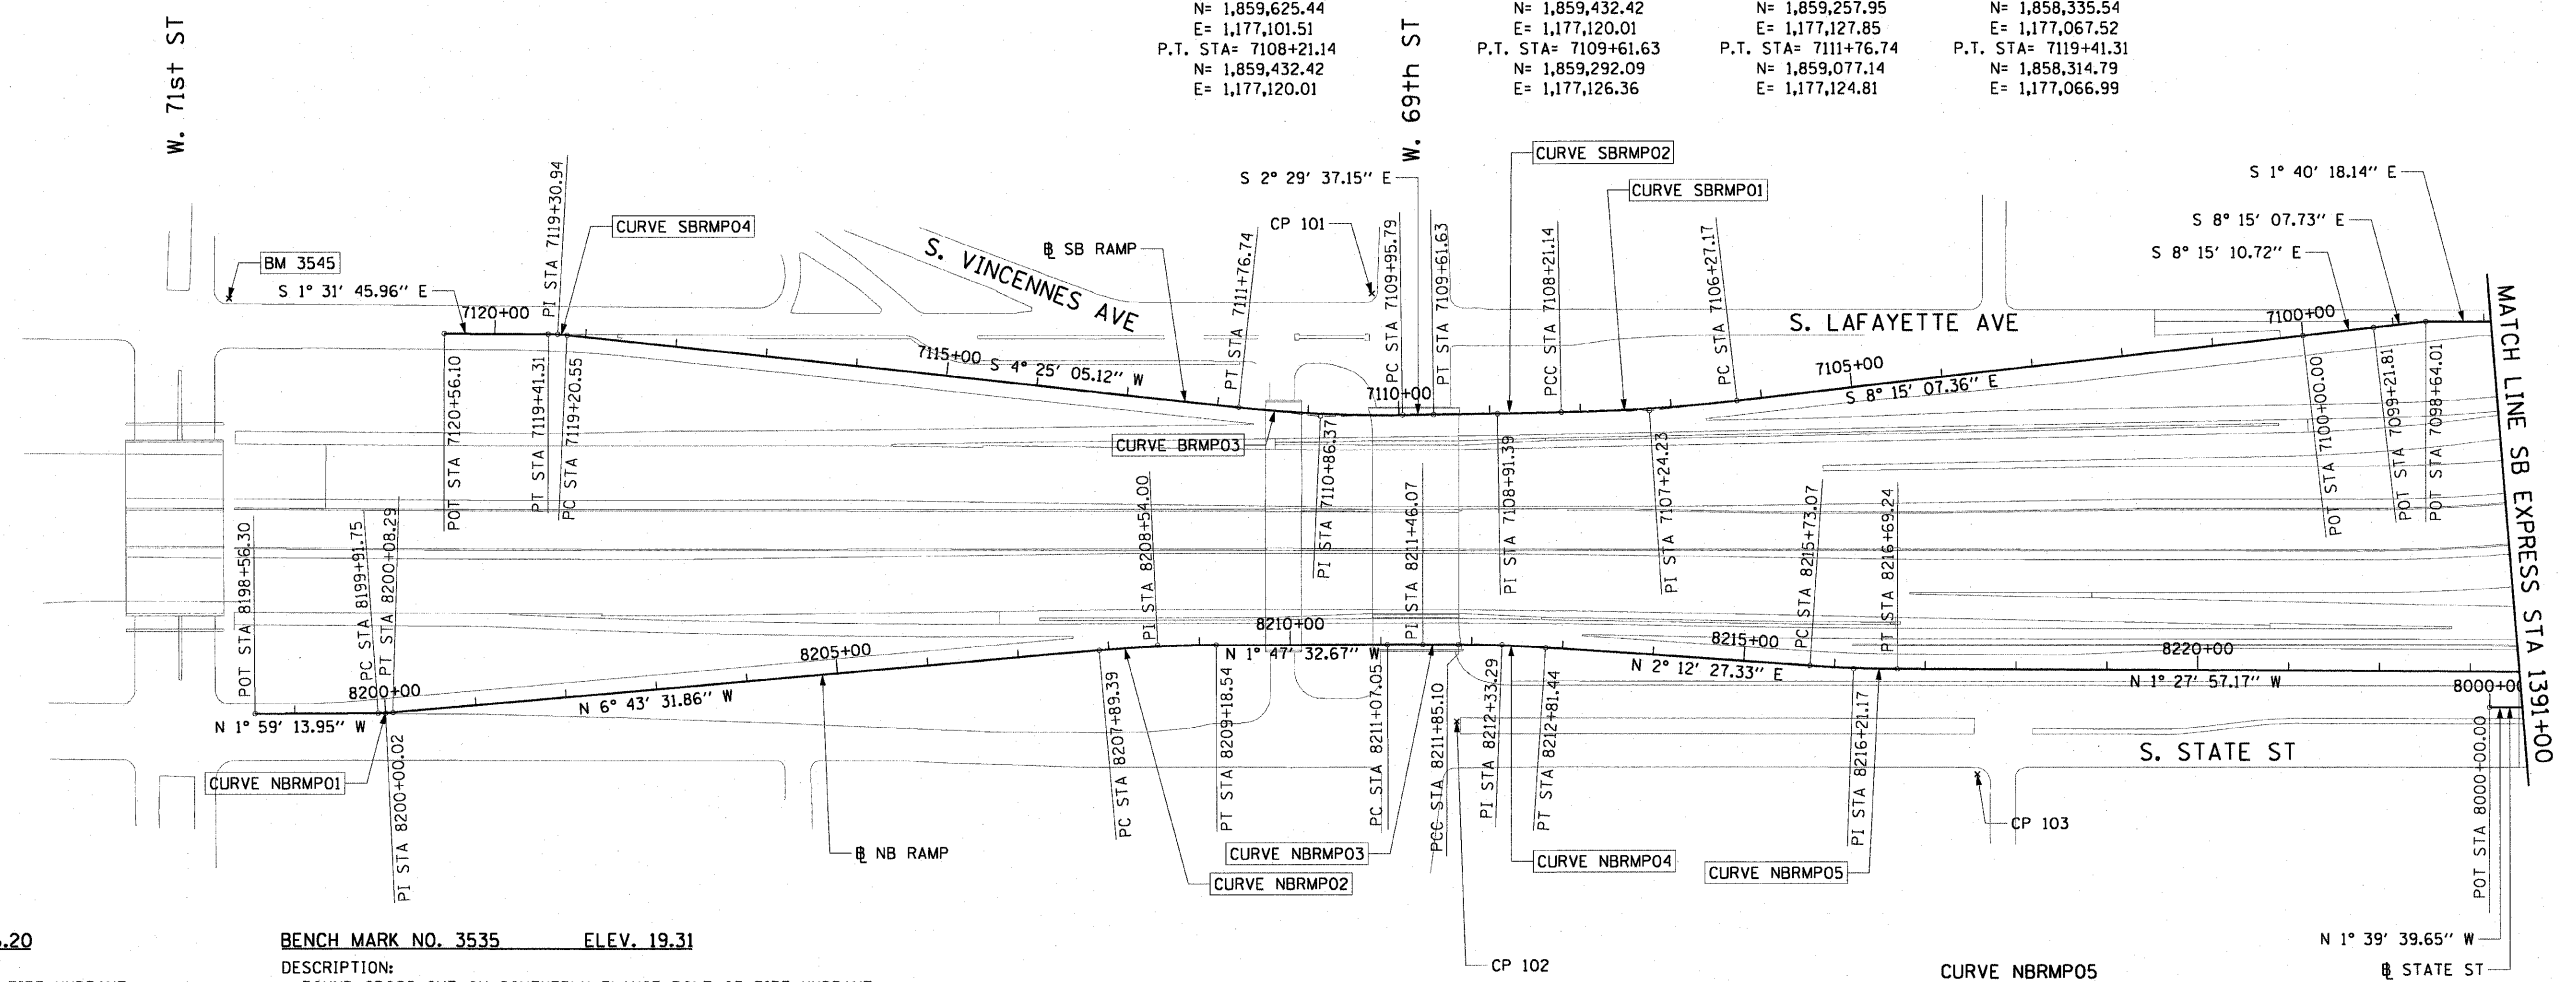 N= 1,859,625.44 N= 1,859,432.42 N= 1,859,257.95 N= 1,858,335.54
E= 1,177,101.51 E= 1,177,120.01 E= 1,177,127.85 E= 1,177,067.52
P.T. STA= 7108+21.14 P.T. STA= 7109+61.63 P.T. STA= 7111+76.74 P.T. STA= 7119+41.31
N= 1,859,432.42 N= 1,859,292.09 N= 1,859,077.14 N= 1,858,314.79
E= 1,177,120.01 E= 1,177,126.36 E= 1,177,124.81 E= 1,177,066.99
W. 71st ST
W. 69th ST
CURVE SBRMP02
S 2° 29' 37.15" E
CURVE SBRMP01
S 1° 40' 18.14" E
S 8° 15' 07.73" E
S 8° 15' 10.72" E
CP 101
PI STA 7119+30.94
CURVE SBRMP04
S. VINCENNES AVE
℄ SB RAMP
PT STA 7111+76.74
PC STA 7109+95.79
PT STA 7109+61.63
PCC STA 7108+21.14
PC STA 7106+27.17
BM 3545
S 1° 31' 45.96" E
7120+00
7115+00
S 4° 25' 05.12" W
7110+00
7105+00
S 8° 15' 07.36" E
S. LAFAYETTE AVE
7100+00
MATCH LINE SB EXPRESS STA 1391+00
POT STA 7120+56.10
PT STA 7119+41.31
PC STA 7119+20.55
CURVE BRMP03
PI STA 7110+86.37
PI STA 7108+91.39
PI STA 7107+24.23
POT STA 7100+00.00
POT STA 7099+21.81
POT STA 7098+64.01
POT STA 8198+56.30
PC STA 8199+91.75
PT STA 8200+08.29
PI STA 8208+54.00
PI STA 8211+46.07
PC STA 8215+73.07
PT STA 8216+69.24
8200+00
8205+00
8210+00
8215+00
8220+00
8000+00
N 1° 59' 13.95" W
N 6° 43' 31.86" W
N 1° 47' 32.67" W
N 2° 12' 27.33" E
N 1° 27' 57.17" W
CURVE NBRMP01
PI STA 8200+00.02
℄ NB RAMP
PC STA 8207+89.39
PT STA 8209+18.54
PC STA 8211+07.05
PCC STA 8211+85.10
PI STA 8212+33.29
PT STA 8212+81.44
PI STA 8216+21.17
POT STA 8000+00.00
S. STATE ST
CP 103
CURVE NBRMP03
CURVE NBRMP02
CURVE NBRMP04
CURVE NBRMP05
CP 102
N 1° 39' 39.65" W
℄ STATE ST
.20
BENCH MARK NO. 3535 ELEV. 19.31
DESCRIPTION:
CURVE NBRMP05